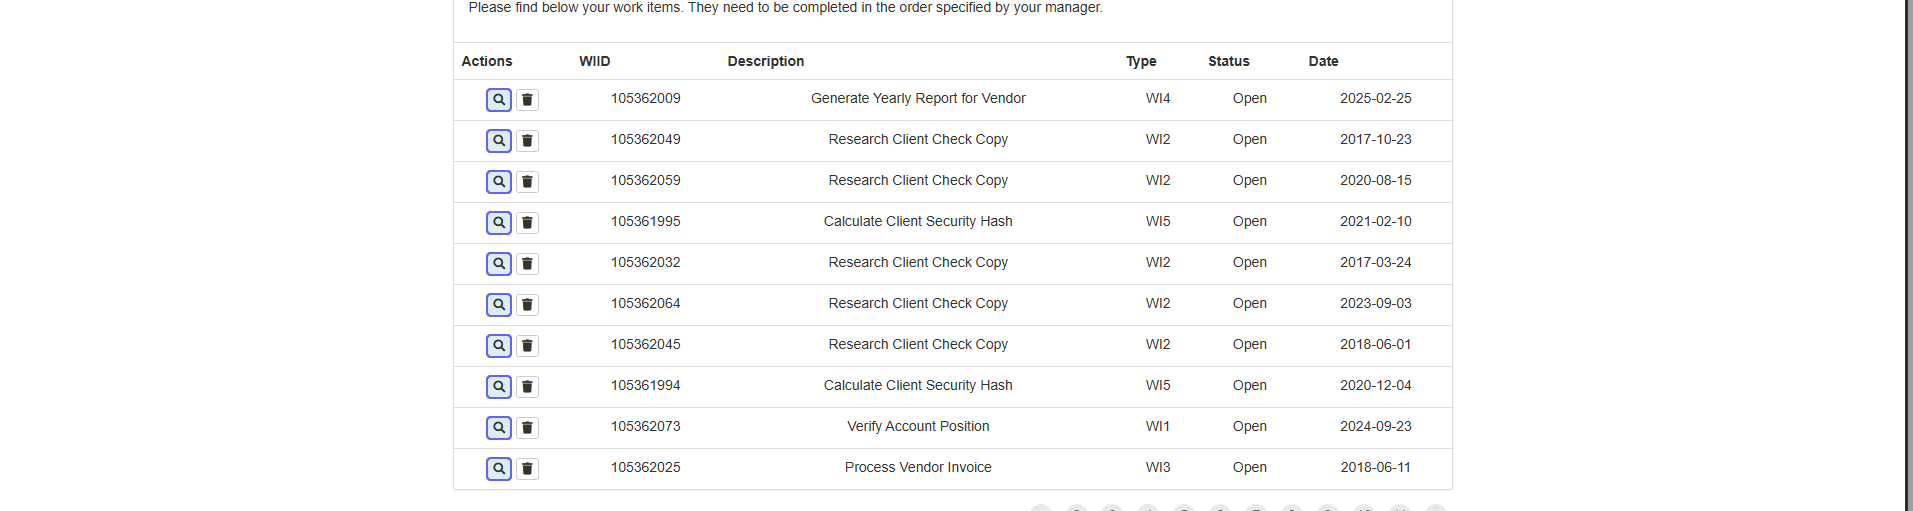 Please find below your work items. They need to be completed in the order specified by your manager.
Actions WIID Description Type Status Date
105362009 Generate Yearly Report for Vendor WI4 Open 2025-02-25
105362049 Research Client Check Copy WI2 Open 2017-10-23
105362059 Research Client Check Copy WI2 Open 2020-08-15
105361995 Calculate Client Security Hash WI5 Open 2021-02-10
105362032 Research Client Check Copy WI2 Open 2017-03-24
105362064 Research Client Check Copy WI2 Open 2023-09-03
105362045 Research Client Check Copy WI2 Open 2018-06-01
105361994 Calculate Client Security Hash WI5 Open 2020-12-04
105362073 Verify Account Position WI1 Open 2024-09-23
105362025 Process Vendor Invoice WI3 Open 2018-06-11